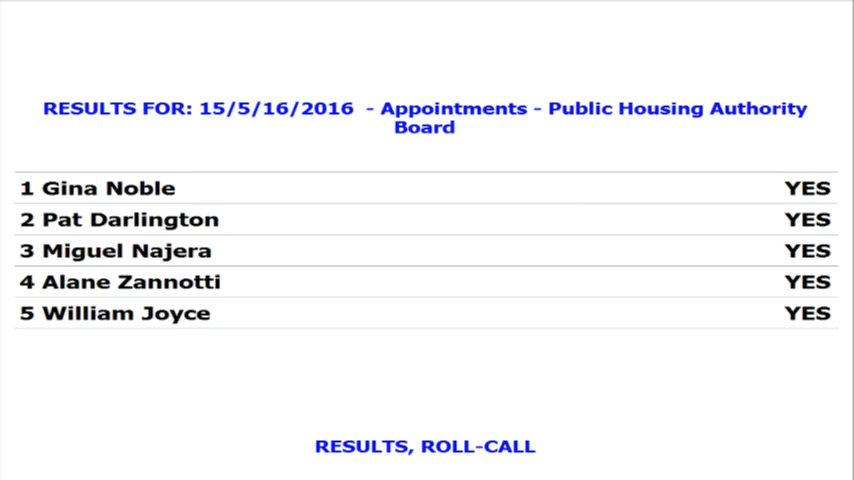 RESULTS FOR: 15/5/16/2016 - Appointments - Public Housing Authority
Board
1 Gina Noble YES
2 Pat Darlington YES
3 Miguel Najera YES
4 Alane Zannotti YES
5 William Joyce YES
RESULTS, ROLL-CALL